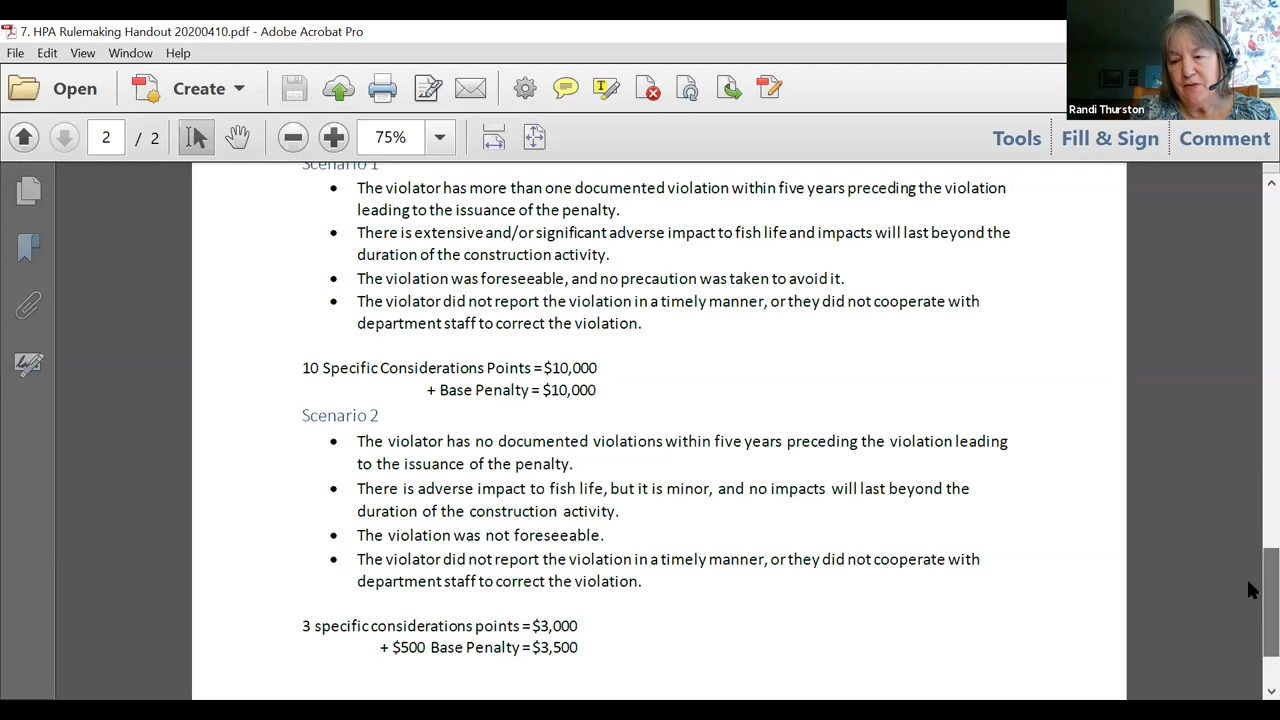 7. HPA Rulemaking Handout 20200410.pdf - Adobe Acrobat Pro
File Edit View Window Help
Open
Create
Randi Thurston
2 / 2
75%
Tools
Fill & Sign
Comment
Scenario 1
• The violator has more than one documented violation within five years preceding the violation
leading to the issuance of the penalty.
• There is extensive and/or significant adverse impact to fish life and impacts will last beyond the
duration of the construction activity.
• The violation was foreseeable, and no precaution was taken to avoid it.
• The violator did not report the violation in a timely manner, or they did not cooperate with
department staff to correct the violation.
10 Specific Considerations Points = $10,000
+ Base Penalty = $10,000
Scenario 2
• The violator has no documented violations within five years preceding the violation leading
to the issuance of the penalty.
• There is adverse impact to fish life, but it is minor, and no impacts will last beyond the
duration of the construction activity.
• The violation was not foreseeable.
• The violator did not report the violation in a timely manner, or they did not cooperate with
department staff to correct the violation.
3 specific considerations points = $3,000
+ $500 Base Penalty = $3,500